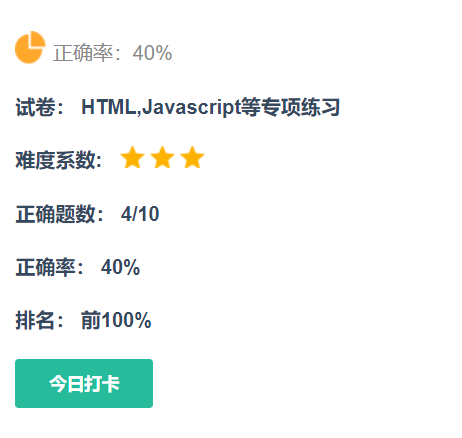 正确率：40%
试卷： HTML,Javascript等专项练习
难度系数：
正确题数： 4/10
正确率： 40%
排名： 前100%
今日打卡